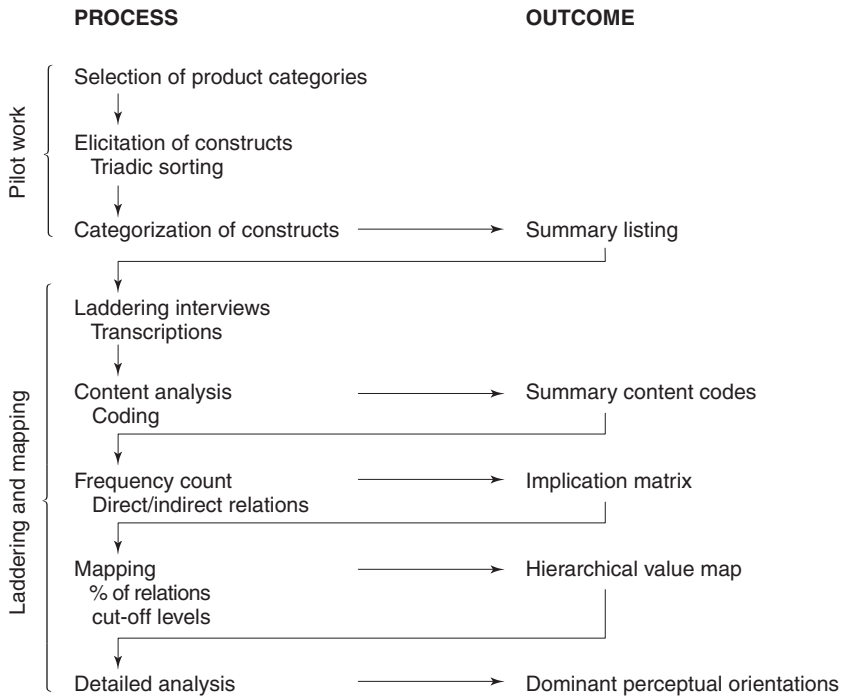 PROCESS OUTCOME
Pilot work
Selection of product categories
Elicitation of constructs
Triadic sorting
Categorization of constructs Summary listing
Laddering and mapping
Laddering interviews
Transcriptions
Content analysis Summary content codes
Coding
Frequency count Implication matrix
Direct/indirect relations
Mapping Hierarchical value map
% of relations
cut-off levels
Detailed analysis Dominant perceptual orientations